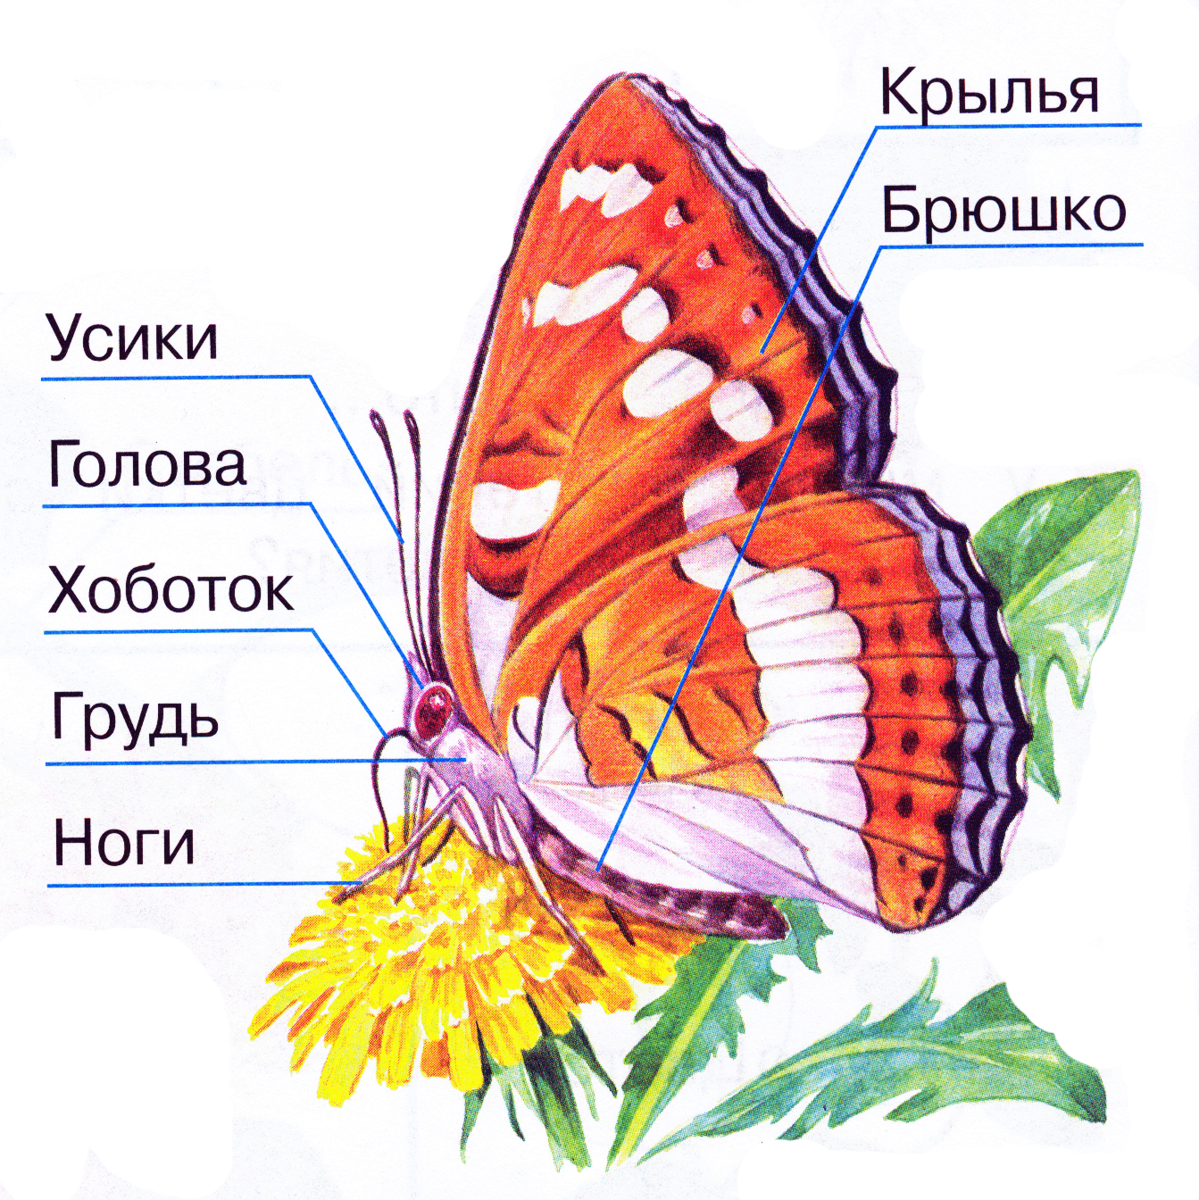 Крылья
Брюшко
Усики
Голова
Хоботок
Грудь
Ноги